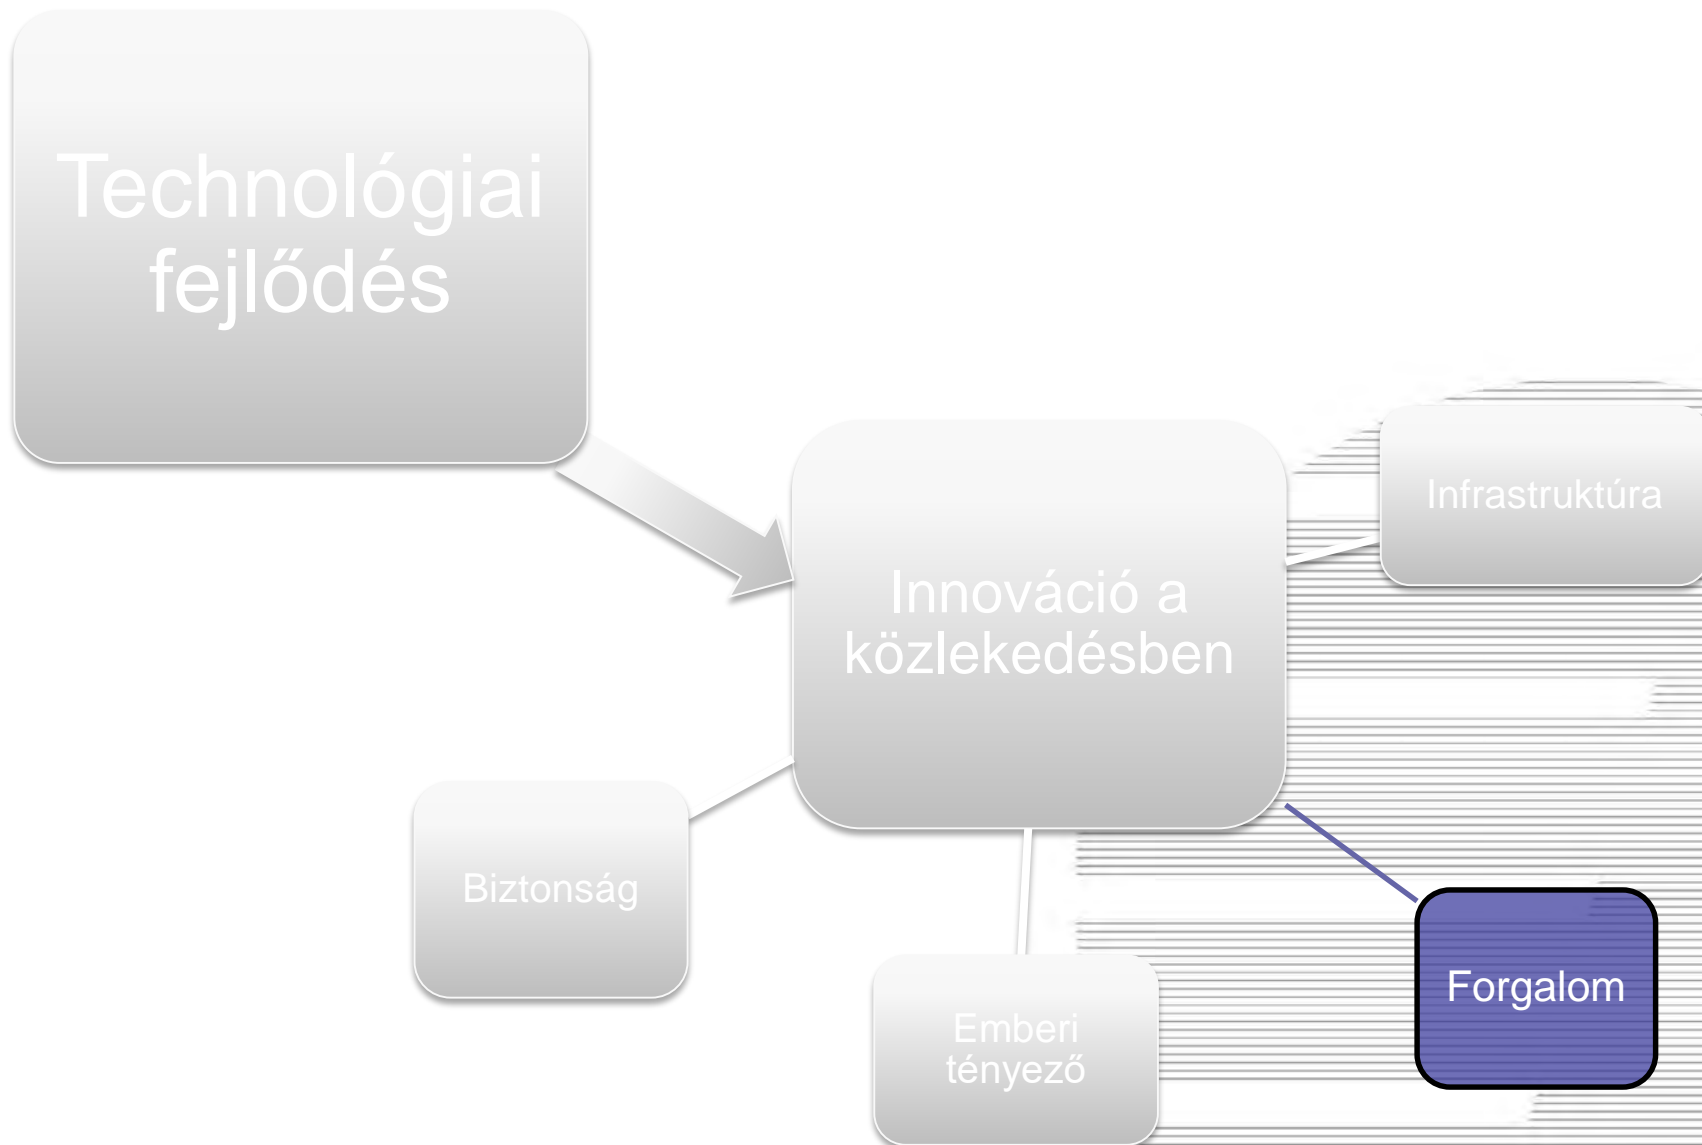 Technológiai
fejlődés
Infrastruktúra
Innováció a
közlekedésben
Biztonság
Forgalom
Emberi
tényező